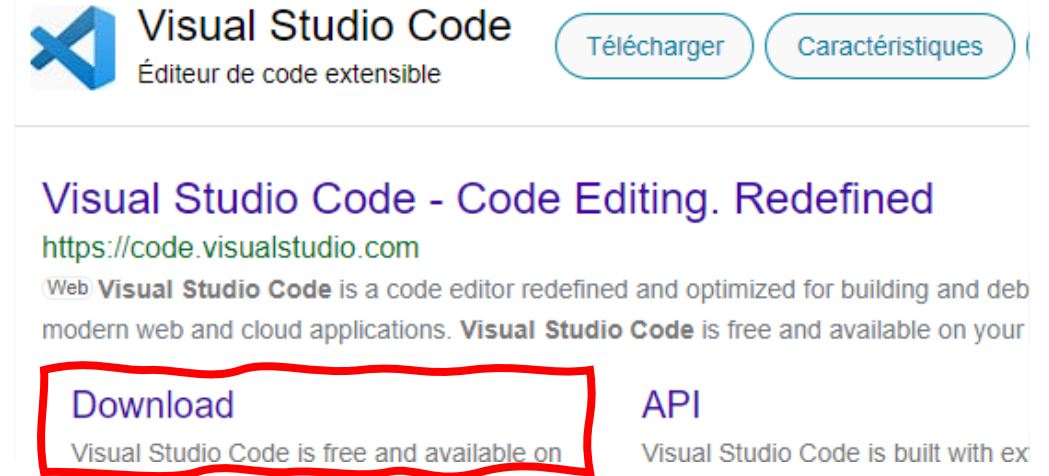 Visual Studio Code
Éditeur de code extensible
Télécharger
Caractéristiques
Visual Studio Code - Code Editing. Redefined
https://code.visualstudio.com
Web Visual Studio Code is a code editor redefined and optimized for building and deb
modern web and cloud applications. Visual Studio Code is free and available on your
Download
Visual Studio Code is free and available on
API
Visual Studio Code is built with ex